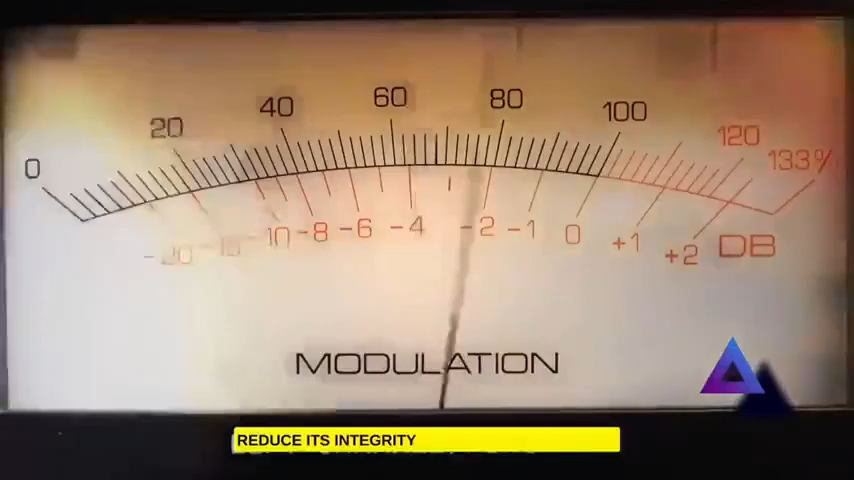 0 20 40 60 80 100 120 133%
-20 -10 -8 -6 -4 -2 -1 0 +1 +2 DB
MODULATION
REDUCE ITS INTEGRITY